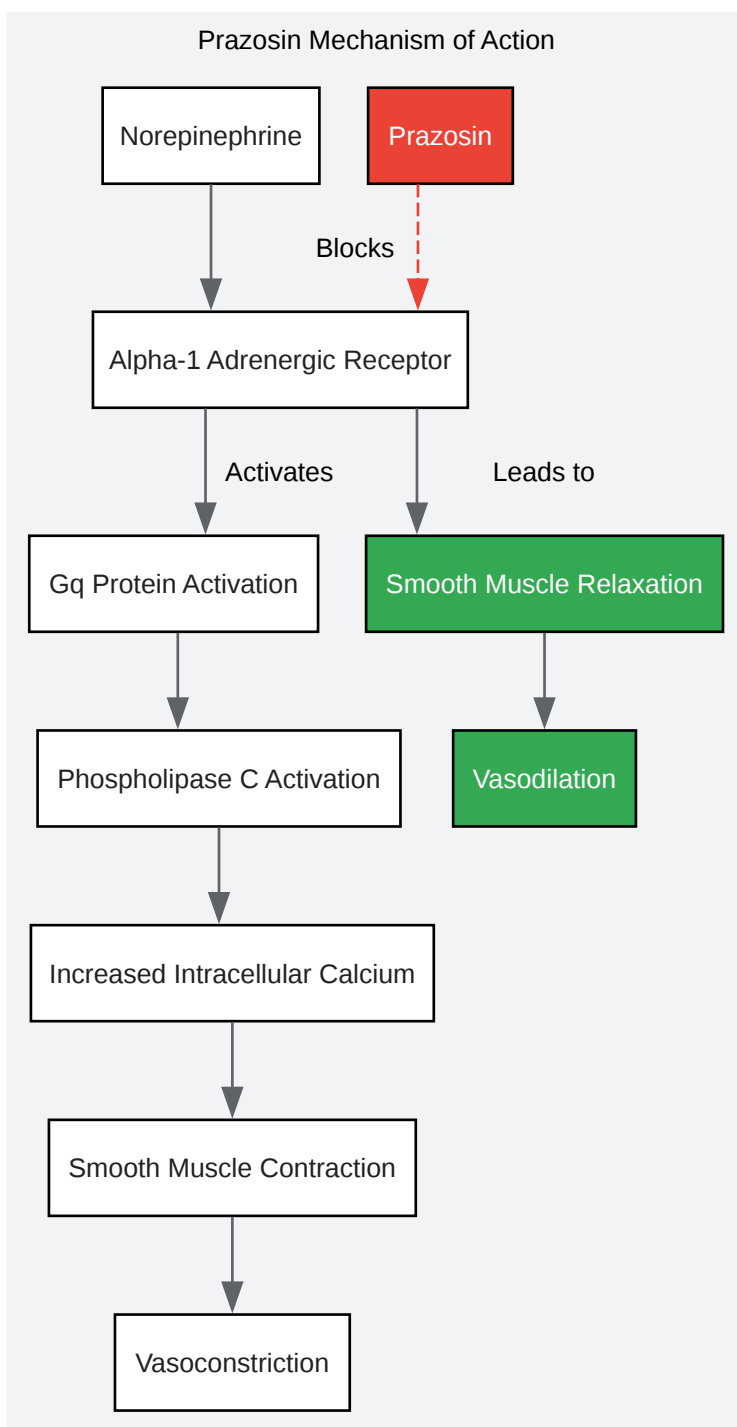 Prazosin Mechanism of Action
Norepinephrine
Prazosin
Blocks
Alpha-1 Adrenergic Receptor
Activates
Leads to
Gq Protein Activation
Smooth Muscle Relaxation
Phospholipase C Activation
Vasodilation
Increased Intracellular Calcium
Smooth Muscle Contraction
Vasoconstriction